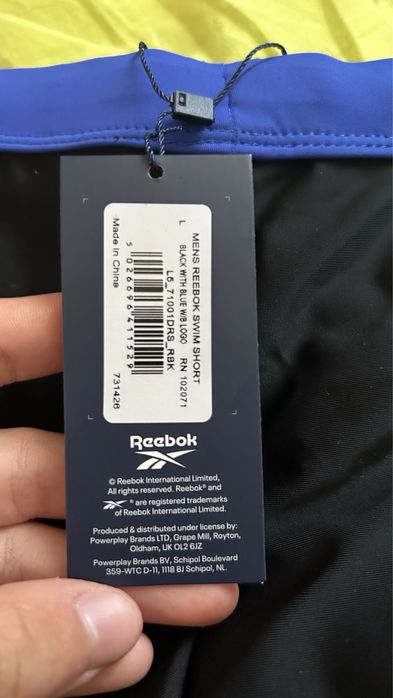 MENS REEBOK SWIM SHORT
L BLACK WITH BLUE W/B LOGO RN 102071
L5_71001DRS_RBK
5 026696 411529
Made in China 731426
Reebok
© Reebok International Limited,
All rights reserved. Reebok® and
® are registered trademarks
of Reebok International Limited.
Produced & distributed under license by:
Powerplay Brands LTD, Grape Mill, Royton,
Oldham, UK OL2 6JZ
Powerplay Brands BV, Schipol Boulevard
359-WTC D-11, 1118 BJ Schipol, NL.